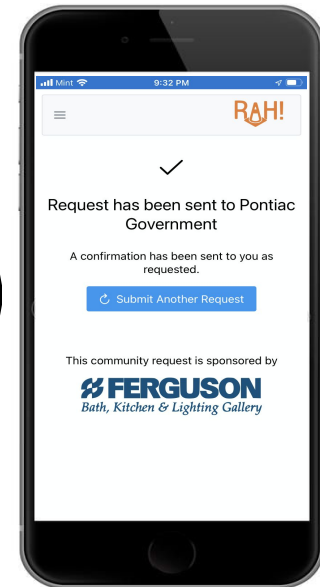 Mint
9:32 PM
RAH!
Request has been sent to Pontiac
Government
A confirmation has been sent to you as
requested.
Submit Another Request
This community request is sponsored by
FERGUSON
Bath, Kitchen & Lighting Gallery